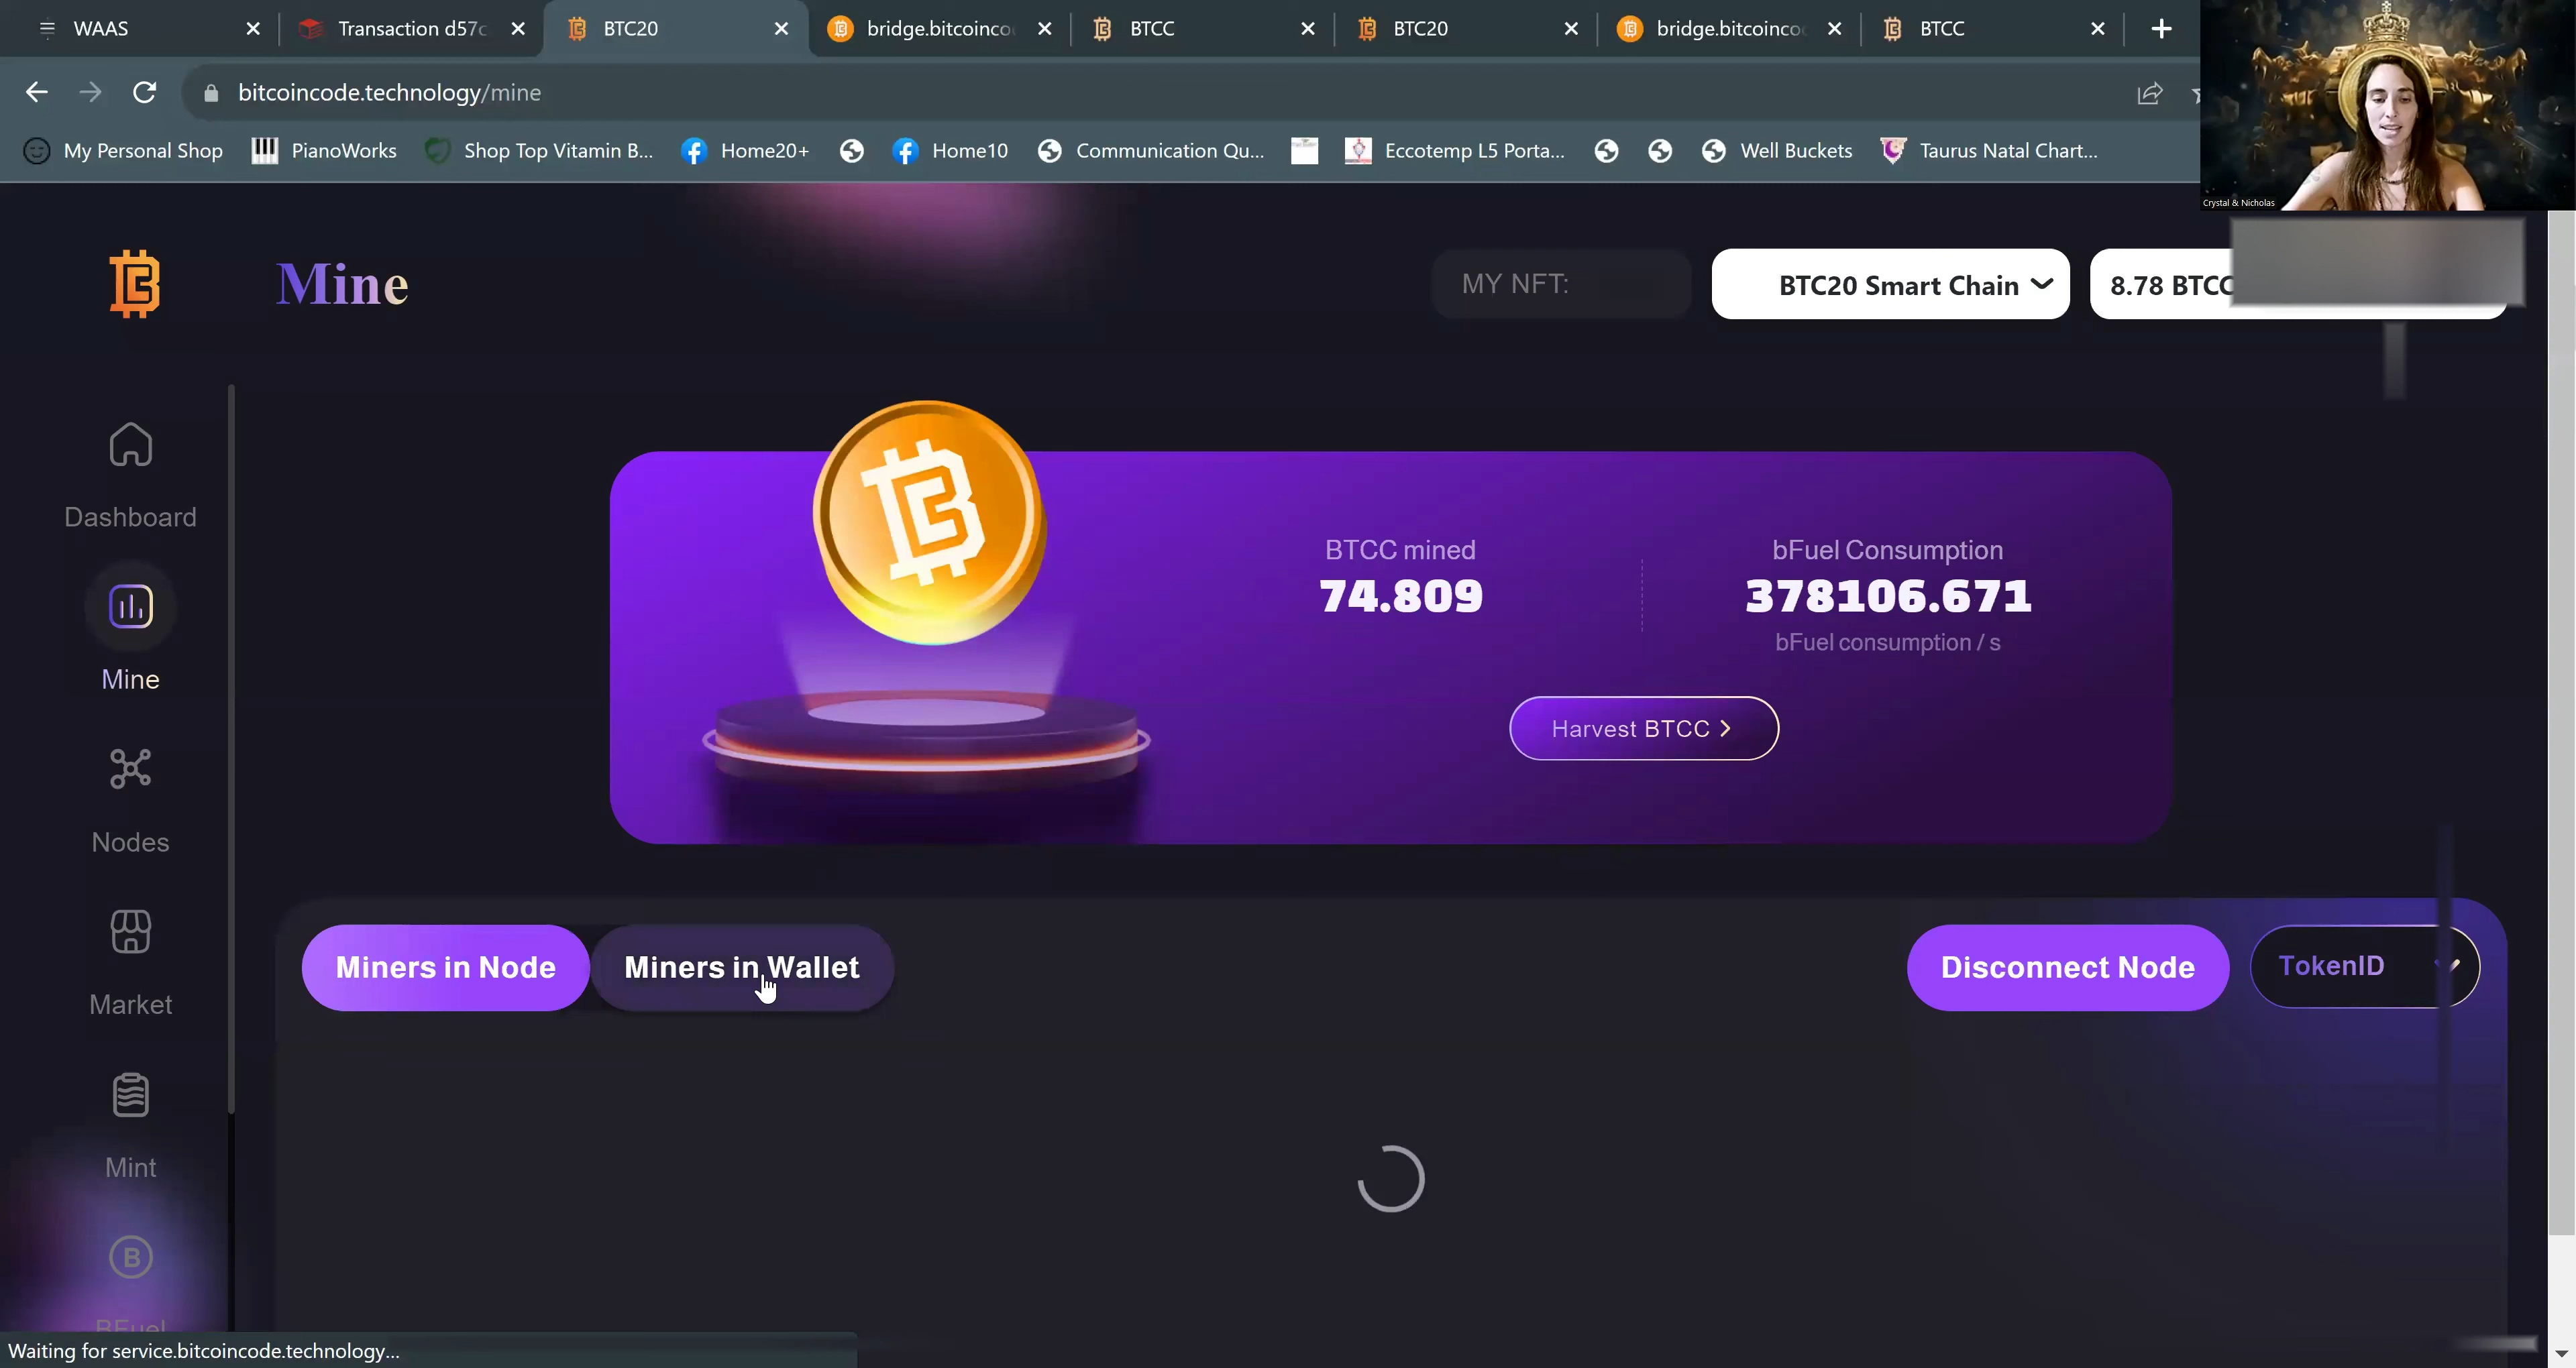 WAAS
Transaction d57c
BTC20
bridge.bitcoinco
BTCC
BTC20
bridge.bitcoinco
BTCC
bitcoincode.technology/mine
My Personal Shop
PianoWorks
Shop Top Vitamin B...
Home20+
Home10
Communication Qu...
Eccotemp L5 Porta...
Well Buckets
Taurus Natal Chart...
Crystal & Nicholas
Mine
MY NFT:
BTC20 Smart Chain
8.78 BTCC
Dashboard
Mine
Nodes
Market
Mint
BFuel
BTCC mined
74.809
bFuel Consumption
378106.671
bFuel consumption / s
Harvest BTCC >
Miners in Node
Miners in Wallet
Disconnect Node
TokenID
Waiting for service.bitcoincode.technology...